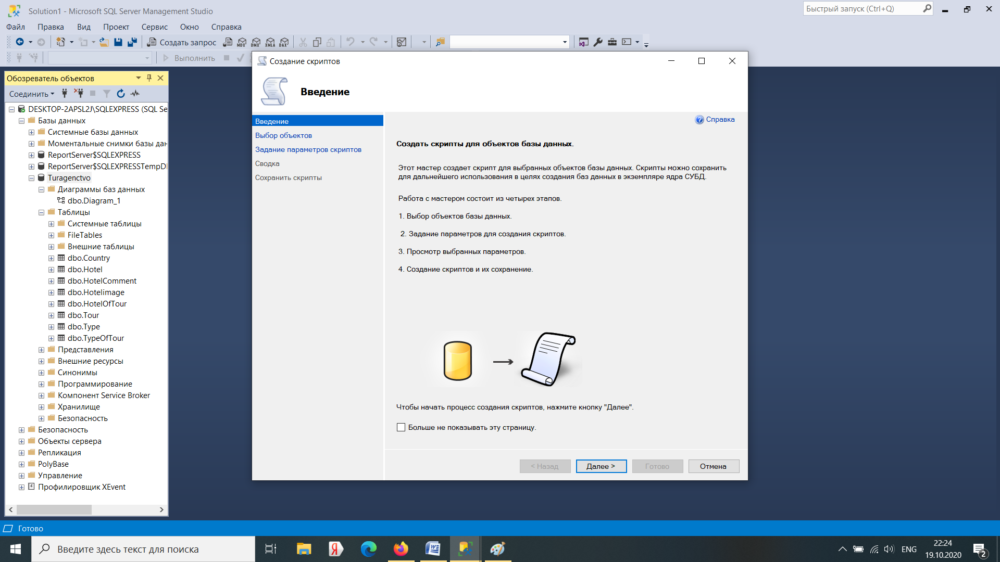 Solution1 - Microsoft SQL Server Management Studio
Быстрый запуск (Ctrl+Q)
Файл Правка Вид Проект Сервис Окно Справка
Создать запрос MDX DMX XMLA DAX
Выполнить
Обозреватель объектов
Соединить
DESKTOP-2APSL2J\SQLEXPRESS (SQL Se
Базы данных
Системные базы данных
Моментальные снимки базы дан
ReportServer$SQLEXPRESS
ReportServer$SQLEXPRESSTempD
Turagenctvo
Диаграммы баз данных
dbo.Diagram_1
Таблицы
Системные таблицы
FileTables
Внешние таблицы
dbo.Country
dbo.Hotel
dbo.HotelComment
dbo.Hotelimage
dbo.HotelOfTour
dbo.Tour
dbo.Type
dbo.TypeOfTour
Представления
Внешние ресурсы
Синонимы
Программирование
Компонент Service Broker
Хранилище
Безопасность
Безопасность
Объекты сервера
Репликация
PolyBase
Управление
Профилировщик XEvent
Создание скриптов
Введение
Введение
Выбор объектов
Задание параметров скриптов
Сводка
Сохранить скрипты
Справка
Создать скрипты для объектов базы данных.
Этот мастер создает скрипт для выбранных объектов базы данных. Скрипты можно сохранить
для дальнейшего использования в целях создания баз данных в экземпляре ядра СУБД.
Работа с мастером состоит из четырех этапов.
1. Выбор объектов базы данных.
2. Задание параметров для создания скриптов.
3. Просмотр выбранных параметров.
4. Создание скриптов и их сохранение.
Чтобы начать процесс создания скриптов, нажмите кнопку "Далее".
Больше не показывать эту страницу.
< Назад Далее > Готово Отмена
Готово
Введите здесь текст для поиска
ENG
22:24
19.10.2020
2